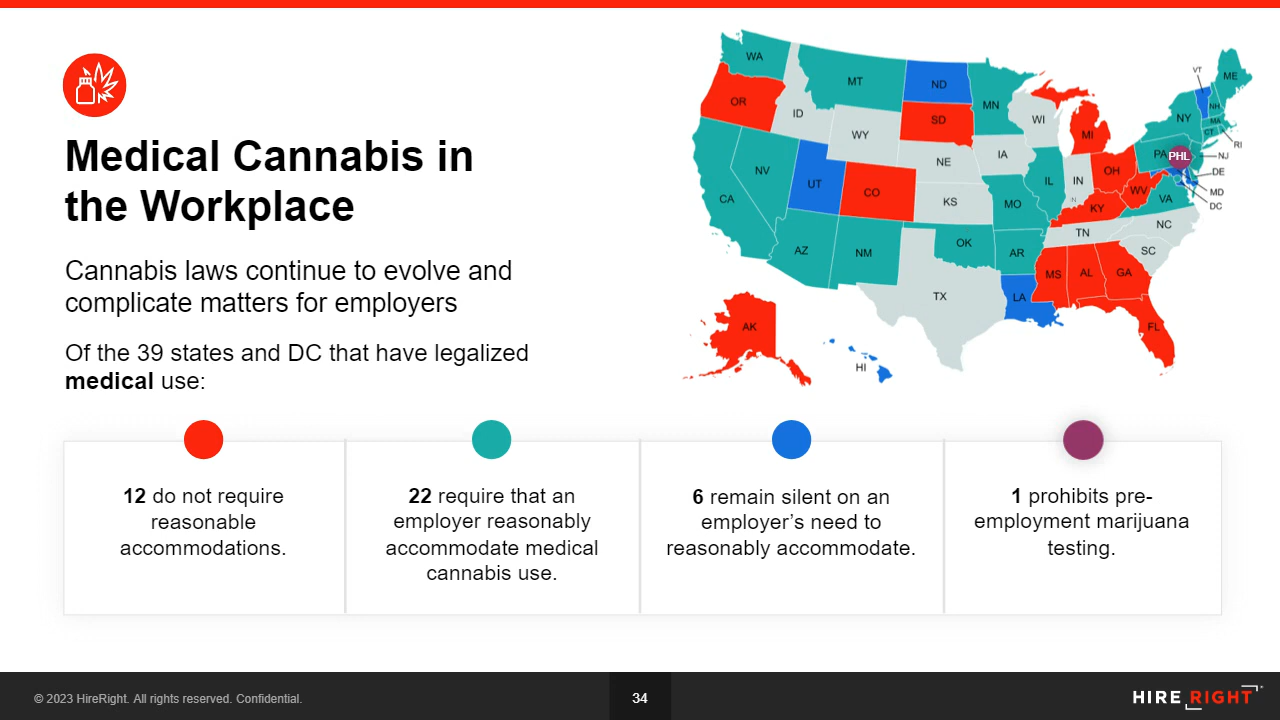 Medical Cannabis in
the Workplace
Cannabis laws continue to evolve and
complicate matters for employers
Of the 39 states and DC that have legalized
medical use:
WA
OR
CA
NV
ID
MT
WY
UT
AZ
CO
NM
ND
SD
NE
KS
OK
TX
MN
IA
MO
AR
LA
WI
IL
IN
N
MI
OH
KY
TN
MS
AL
GA
FL
SC
NC
VA
WV
PA
PHL
NY
VT
NH
ME
MA
CT
RI
NJ
DE
MD
DC
AK
HI
12 do not require
reasonable
accommodations.
22 require that an
employer reasonably
accommodate medical
cannabis use.
6 remain silent on an
employer’s need to
reasonably accommodate.
1 prohibits pre-
employment marijuana
testing.
© 2023 HireRight. All rights reserved. Confidential.
34
HIRE RIGHT